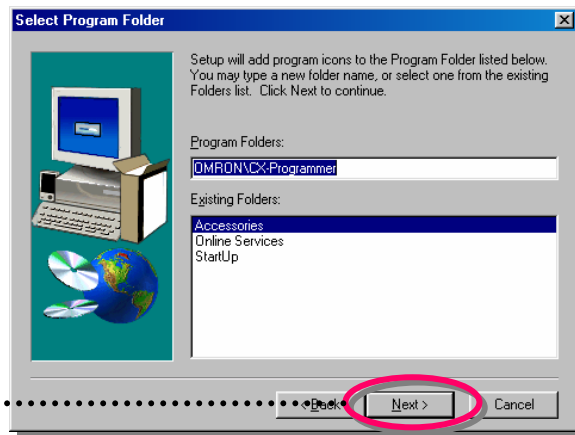 Select Program Folder
Setup will add program icons to the Program Folder listed below.
You may type a new folder name, or select one from the existing
Folders list. Click Next to continue.
Program Folders:
OMRON\CX-Programmer
Existing Folders:
Accessories
Online Services
StartUp
< Back
Next >
Cancel